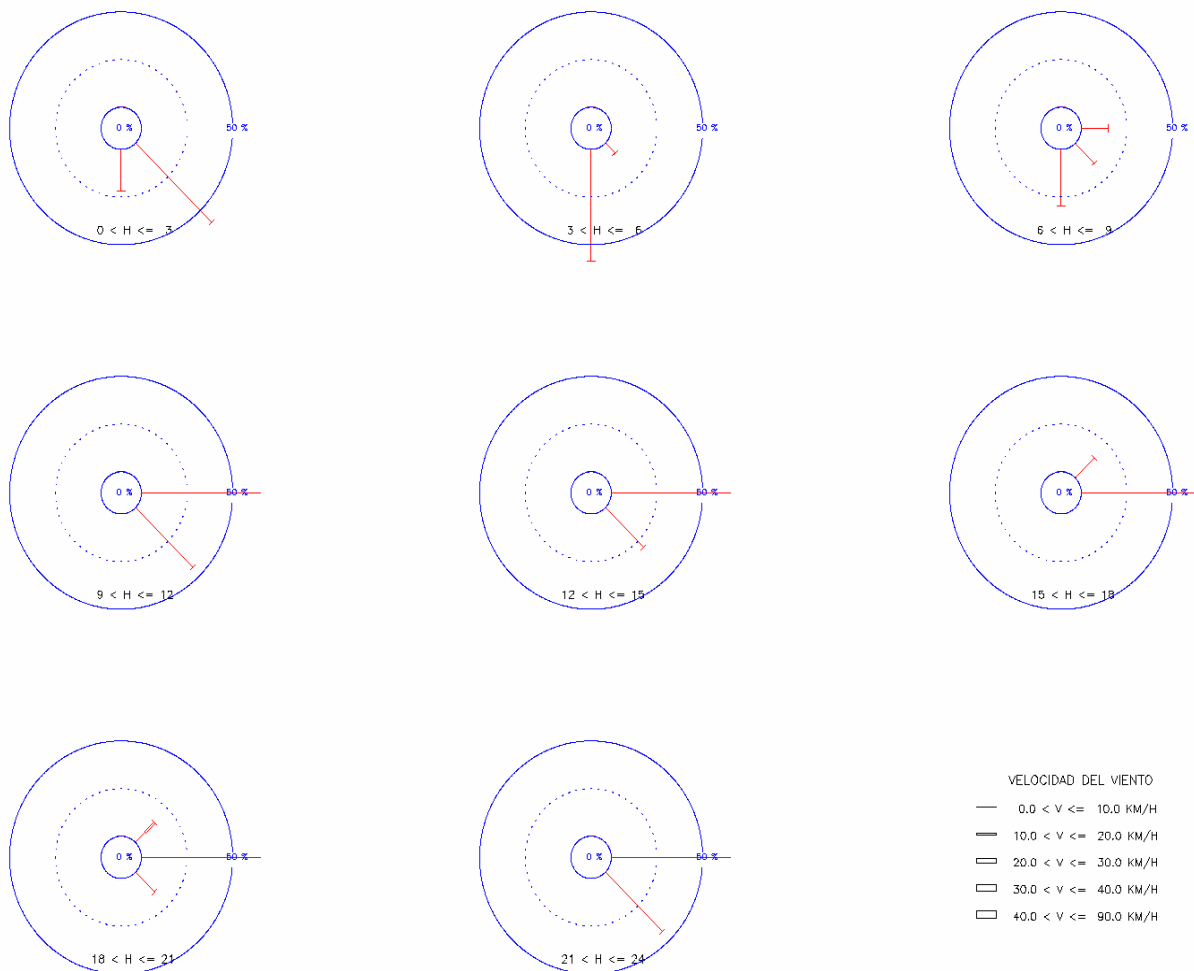 0 % 50 %
0 < H <= 3
0 % 50 %
3 < H <= 6
0 % 50 %
6 < H <= 9
0 % 50 %
9 < H <= 12
0 % 50 %
12 < H <= 15
0 % 50 %
15 < H <= 18
0 % 50 %
18 < H <= 21
0 % 50 %
21 < H <= 24
VELOCIDAD DEL VIENTO
0.0 < V <= 10.0 KM/H
10.0 < V <= 20.0 KM/H
20.0 < V <= 30.0 KM/H
30.0 < V <= 40.0 KM/H
40.0 < V <= 90.0 KM/H